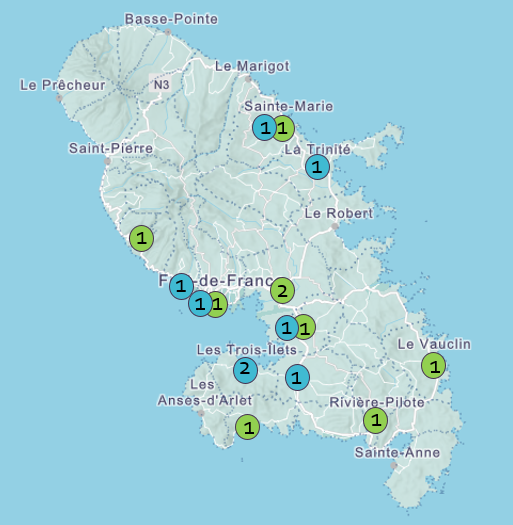 Basse-Pointe
Le Marigot
Le Prêcheur
N3
Sainte-Marie
1 1
La Trinité
Saint-Pierre
1
Le Robert
1
Fort-de-France
1
2
1 1
1 1
Le Vauclin
Les Trois-Îlets
1
2
1
Les
Anses-d'Arlet
Rivière-Pilote
1
1
Sainte-Anne